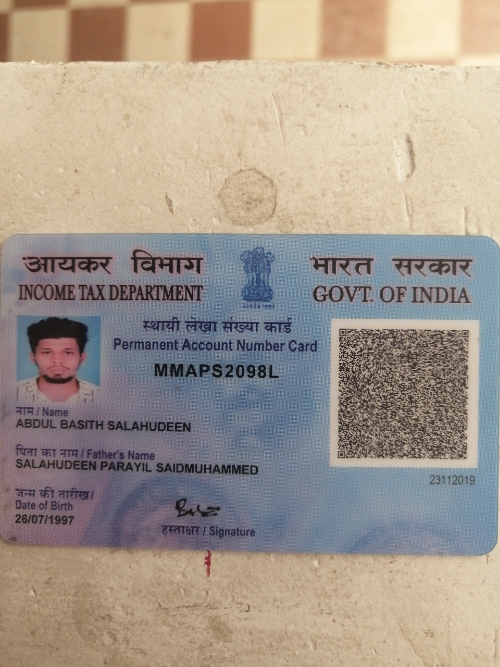 आयकर विभाग
INCOME TAX DEPARTMENT
भारत सरकार
GOVT. OF INDIA
स्थायी लेखा संख्या कार्ड
Permanent Account Number Card
MMAPS2098L
नाम / Name
ABDUL BASITH SALAHUDEEN
पिता का नाम / Father's Name
SALAHUDEEN PARAYIL SAIDMUHAMMED
जन्म की तारीख /
Date of Birth
26/07/1997
हस्ताक्षर / Signature
23112019